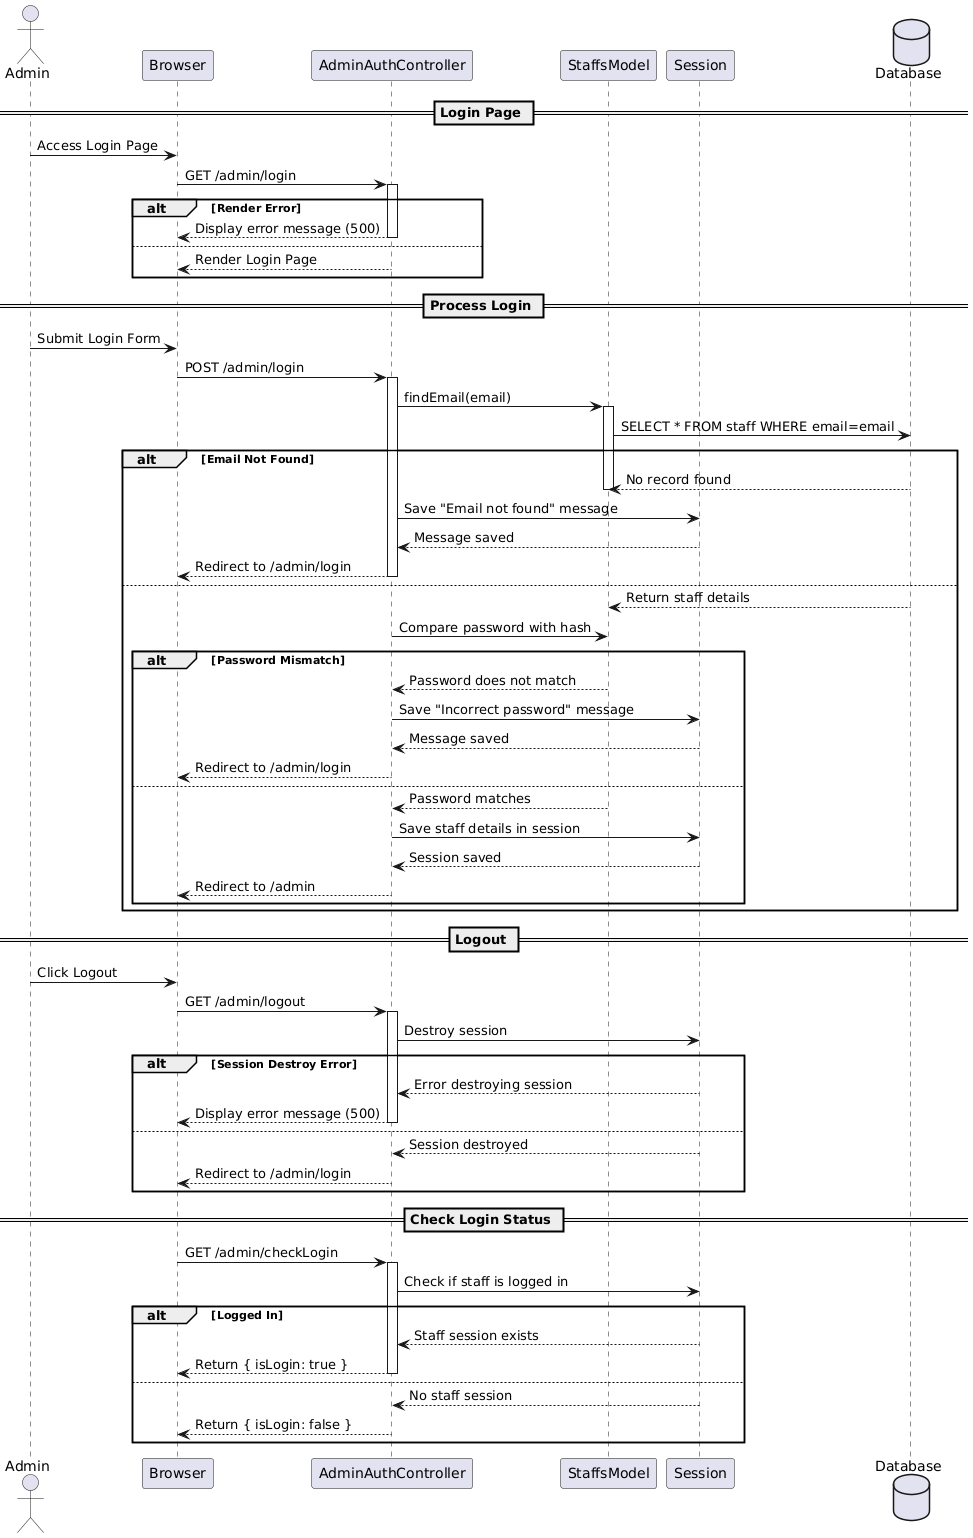 Admin
Browser
AdminAuthController
StaffsModel
Session
Database
Login Page
Access Login Page
GET /admin/login
alt [Render Error]
Display error message (500)
Render Login Page
Process Login
Submit Login Form
POST /admin/login
findEmail(email)
SELECT * FROM staff WHERE email=email
alt [Email Not Found]
No record found
Save "Email not found" message
Message saved
Redirect to /admin/login
Return staff details
Compare password with hash
alt [Password Mismatch]
Password does not match
Save "Incorrect password" message
Message saved
Redirect to /admin/login
Password matches
Save staff details in session
Session saved
Redirect to /admin
Logout
Click Logout
GET /admin/logout
Destroy session
alt [Session Destroy Error]
Error destroying session
Display error message (500)
Session destroyed
Redirect to /admin/login
Check Login Status
GET /admin/checkLogin
Check if staff is logged in
alt [Logged In]
Staff session exists
Return { isLogin: true }
No staff session
Return { isLogin: false }
Admin
Browser
AdminAuthController
StaffsModel
Session
Database